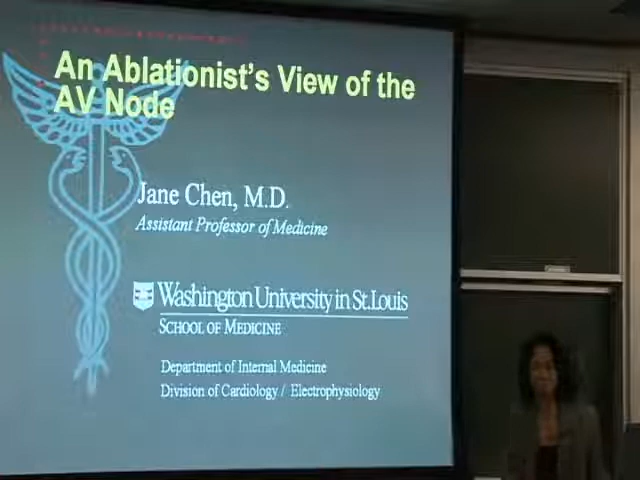 An Ablationist's View of the
AV Node
Jane Chen, M.D.
Assistant Professor of Medicine
Washington University in St. Louis
SCHOOL OF MEDICINE
Department of Internal Medicine
Division of Cardiology / Electrophysiology